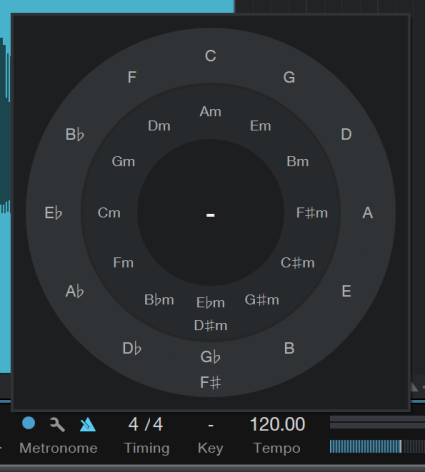 C
F G
Am
Dm Em
B♭ D
Gm Bm
E♭ Cm - F♯m A
Fm C♯m
A♭ E
B♭m E♭m G♯m
D♯m
D♭ B
G♭
F♯
4 / 4 - 120.00
Metronome Timing Key Tempo